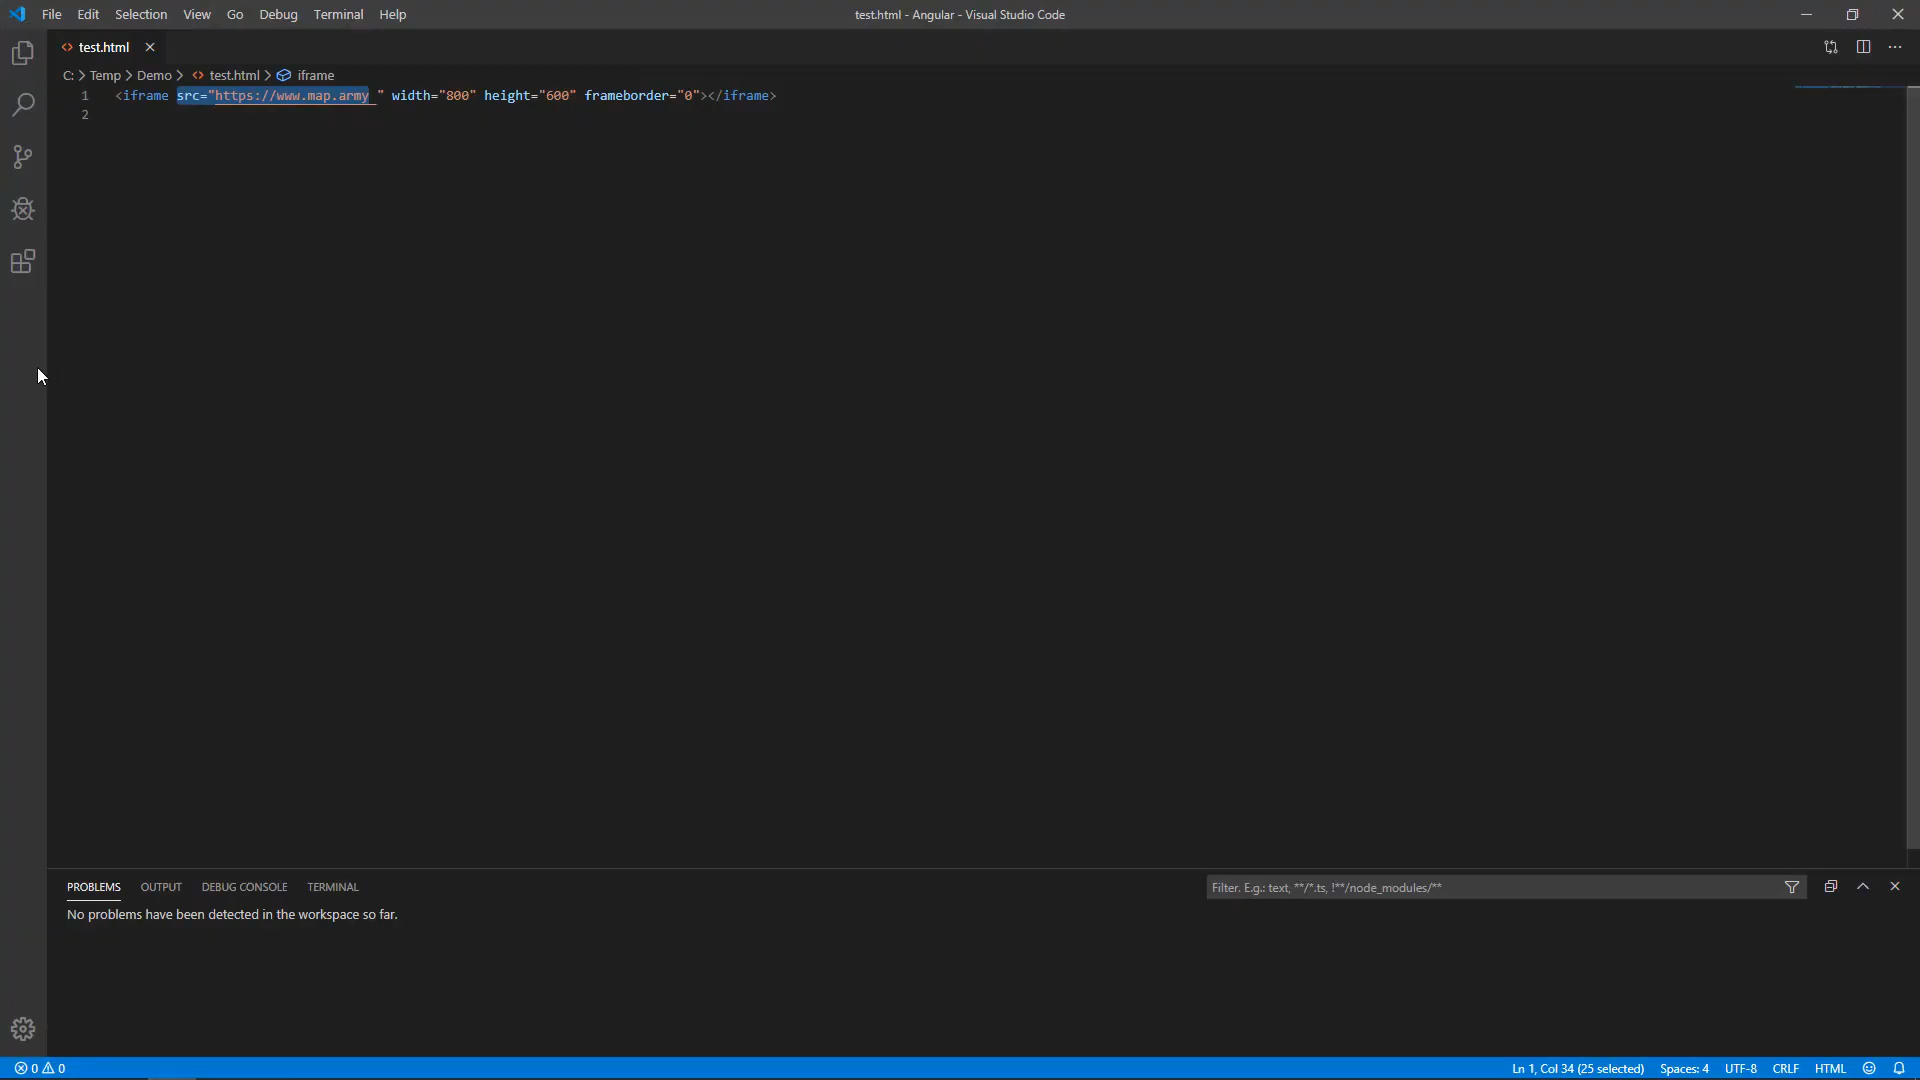 File Edit Selection View Go Debug Terminal Help
test.html - Angular - Visual Studio Code
test.html
C: > Temp > Demo > test.html > iframe
1 <iframe src="https://www.map.army " width="800" height="600" frameborder="0"></iframe>
2
PROBLEMS OUTPUT DEBUG CONSOLE TERMINAL
Filter. E.g.: text, **/*.ts, !**/node_modules/**
No problems have been detected in the workspace so far.
0 0
Ln 1, Col 34 (25 selected) Spaces: 4 UTF-8 CRLF HTML